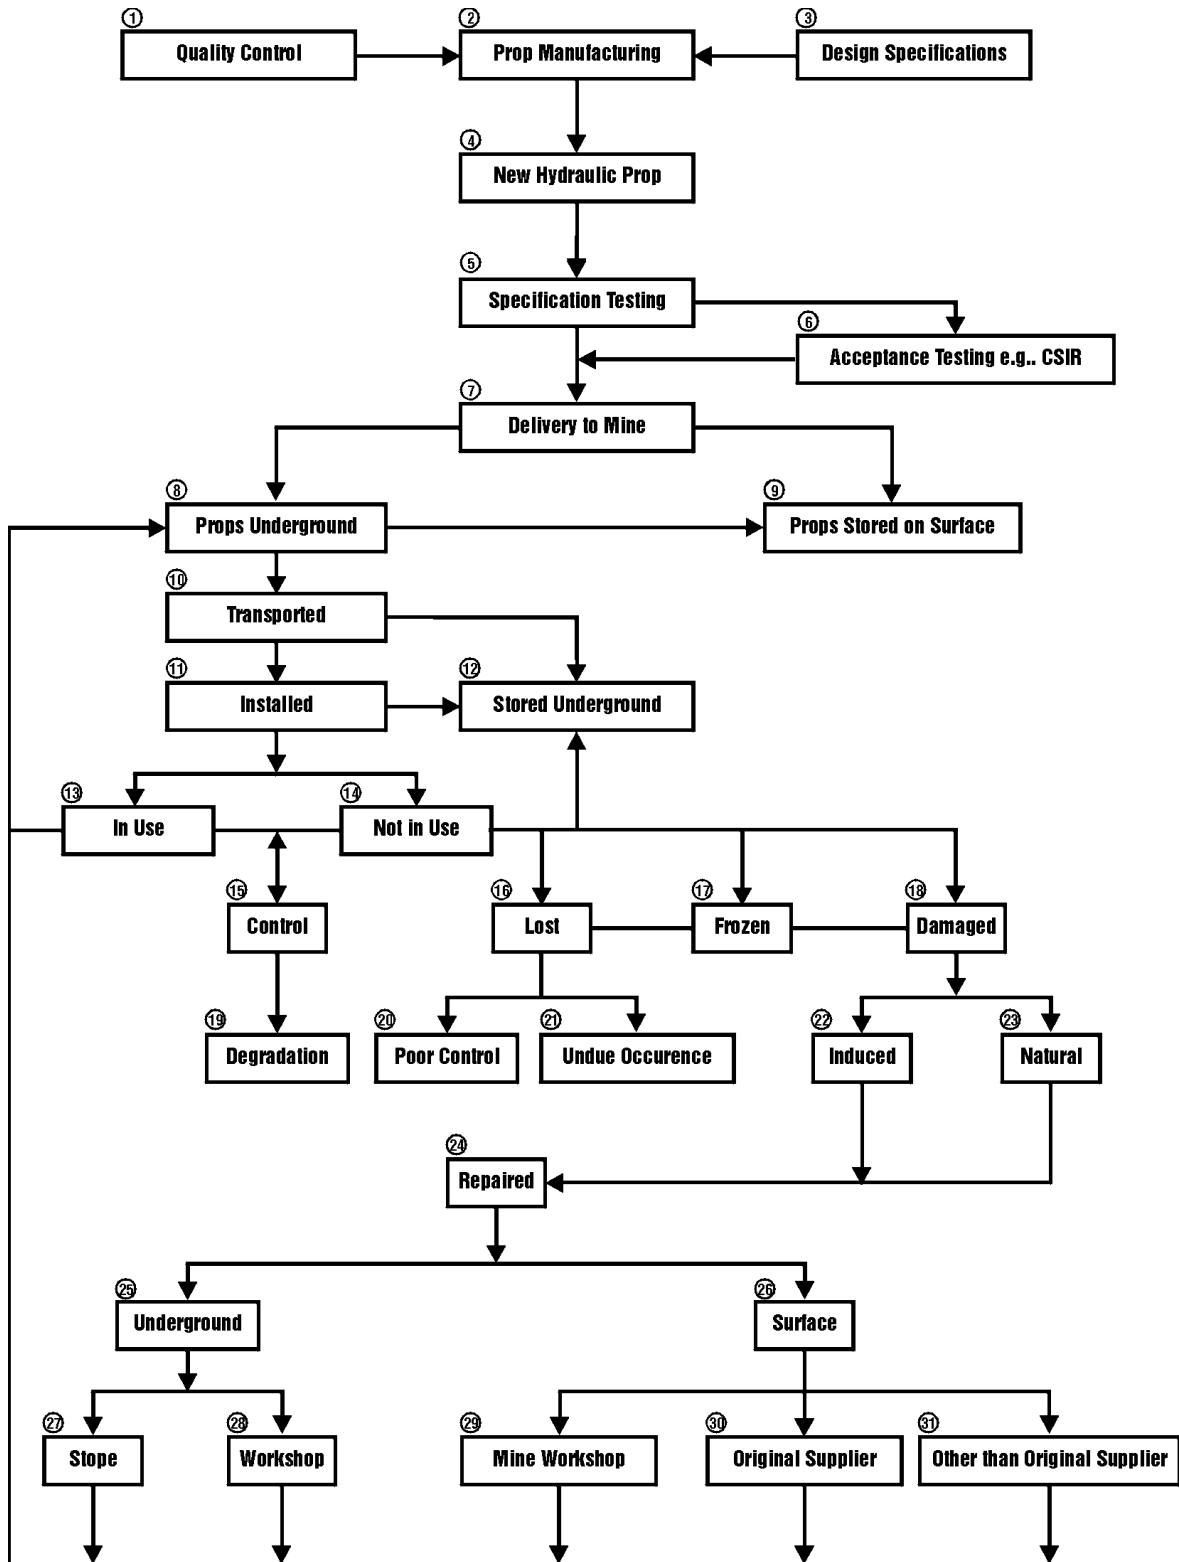 1
Quality Control
2
Prop Manufacturing
3
Design Specifications
4
New Hydraulic Prop
5
Specification Testing
6
Acceptance Testing e.g.. CSIR
7
Delivery to Mine
8
Props Underground
9
Props Stored on Surface
10
Transported
11
Installed
12
Stored Underground
13
In Use
14
Not in Use
15
Control
16
Lost
17
Frozen
18
Damaged
19
Degradation
20
Poor Control
21
Undue Occurence
22
Induced
23
Natural
24
Repaired
25
Underground
26
Surface
27
Stope
28
Workshop
29
Mine Workshop
30
Original Supplier
31
Other than Original Supplier